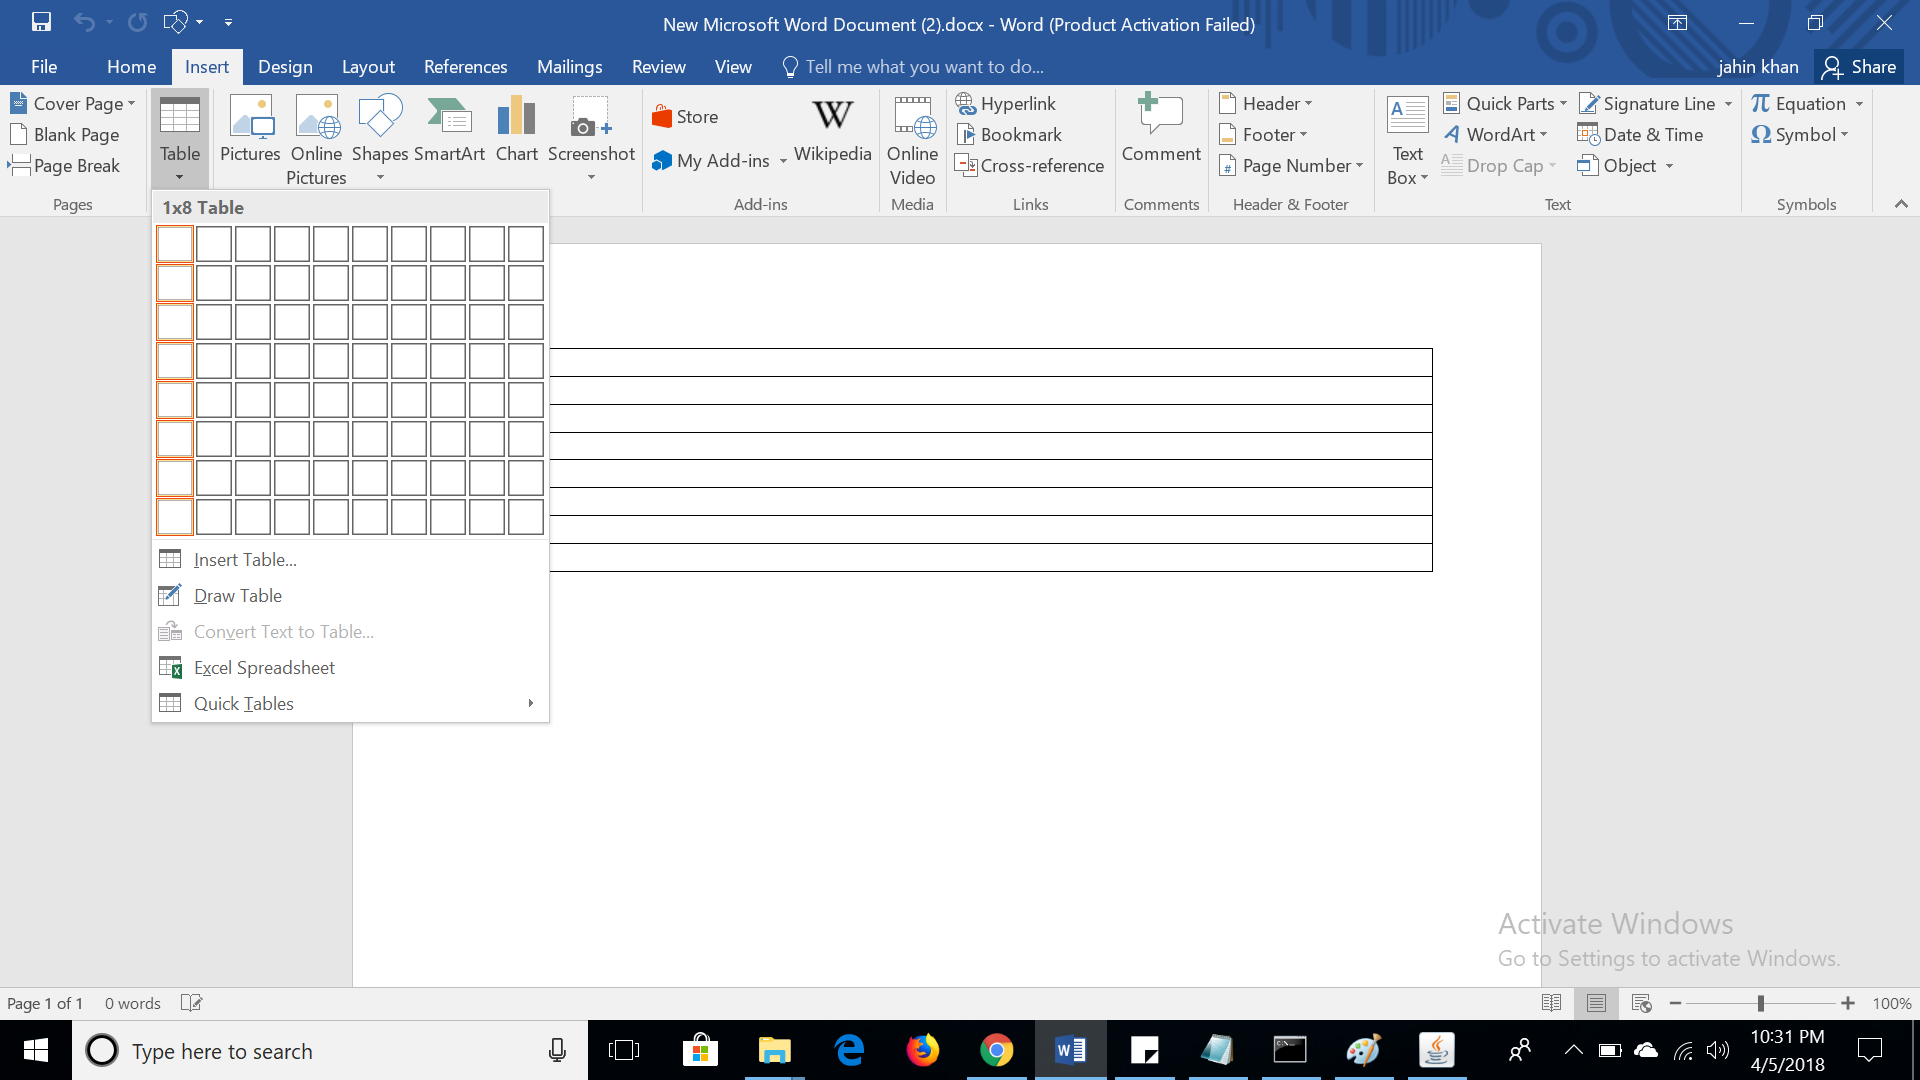 New Microsoft Word Document (2).docx - Word (Product Activation Failed)
File Home Insert Design Layout References Mailings Review View Tell me what you want to do... jahin khan Share
Cover Page
Blank Page
Page Break
Pages
Table
Pictures
Online
Pictures
Shapes
SmartArt
Chart
Screenshot
Store
My Add-ins
Wikipedia
Add-ins
Online
Video
Media
Hyperlink
Bookmark
Cross-reference
Links
Comment
Comments
Header
Footer
Page Number
Header & Footer
Text
Box
Quick Parts
WordArt
Drop Cap
Signature Line
Date & Time
Object
Text
Equation
Symbol
Symbols
1x8 Table
Insert Table...
Draw Table
Convert Text to Table...
Excel Spreadsheet
Quick Tables
Activate Windows
Go to Settings to activate Windows.
Page 1 of 1 0 words 100%
Type here to search
10:31 PM
4/5/2018